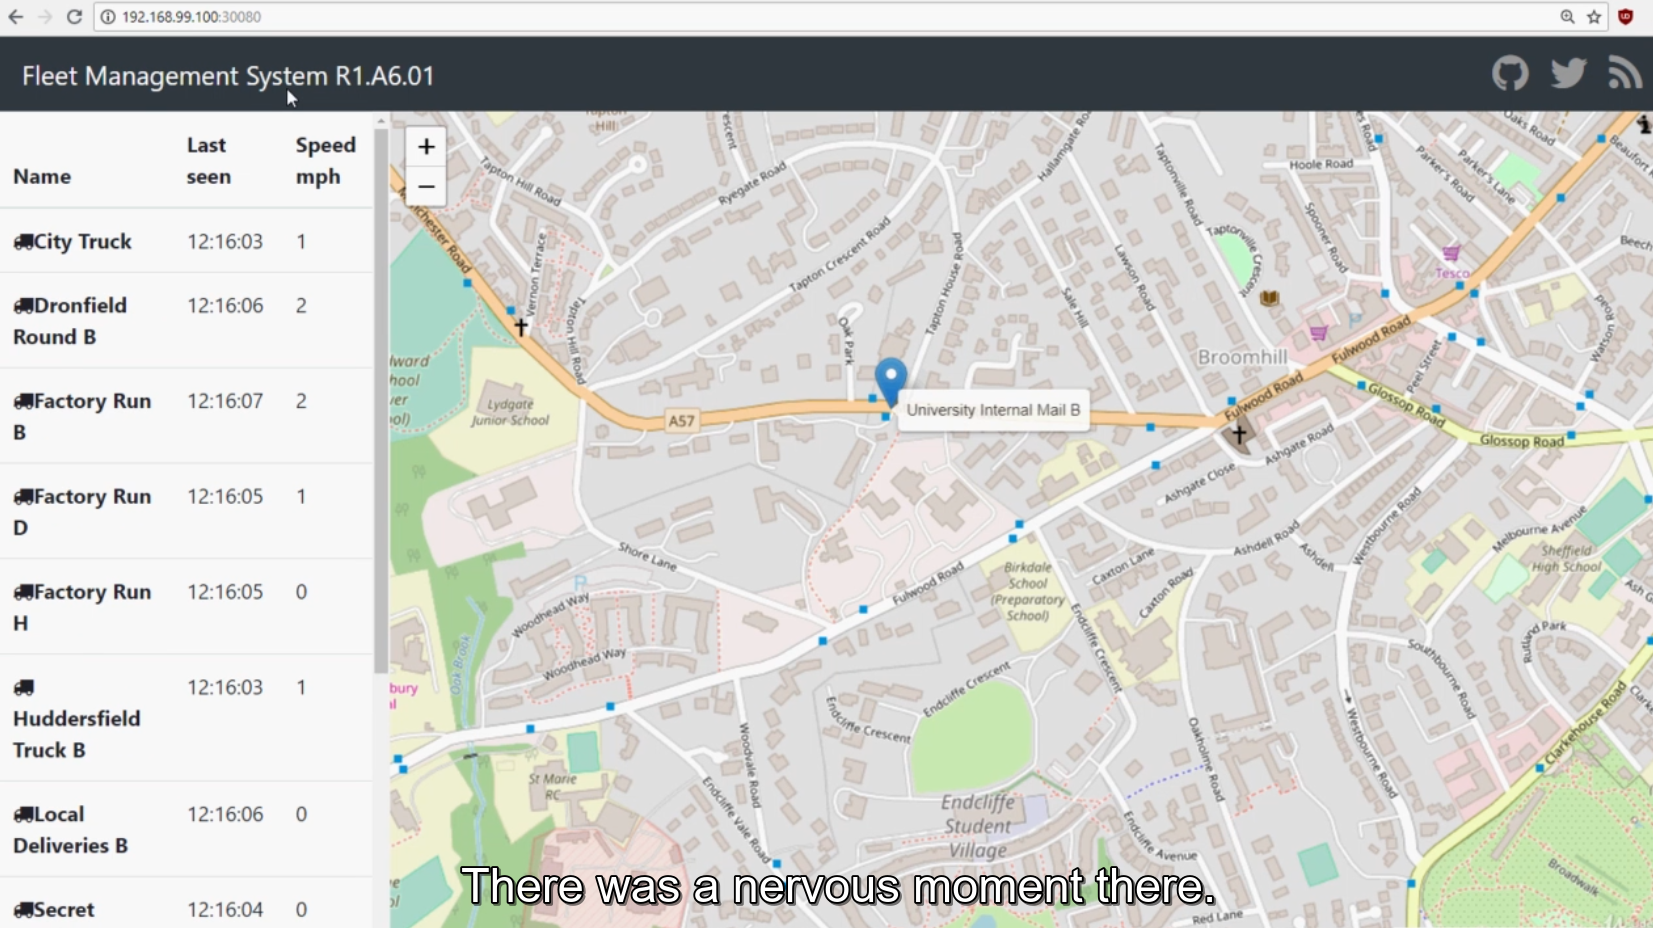 192.168.99.100:30080
Fleet Management System R1.A6.01
Name
Last
seen
Speed
mph
City Truck
12:16:03
1
Dronfield
Round B
12:16:06
2
Factory Run
B
12:16:07
2
Factory Run
D
12:16:05
1
Factory Run
H
12:16:05
0
Huddersfield
Truck B
12:16:03
1
Local
Deliveries B
12:16:06
0
Secret
12:16:04
0
+
−
Hill
Tapton Hill Road
Ryegate Road
Vernon Terrace
Tapton Hill Road
Tapton Crescent Road
Oak Park
Tapton House Road
Sale Hill
Lawson Road
Taptonville Road
Taptonville
Crescent
Hoole Road
Spooner Road
Parker's Road
Parker's Lane
Oaks Road
Tesco
P
Broomhill
Fulwood Road
Fulwood Road
Peel Street
Glossop Road
Glossop Road
Watson Road
A57
University Internal Mail B
Lydgate
Junior School
Ashgate Road
Ashgate Close
Westbourne Road
Melbourne Avenue
Sheffield
High School
Ashdell Road
Ashdell
Caxton Lane
Caxton Road
Birkdale
School
(Preparatory
School)
Fulwood Road
Shore Lane
P
Woodhead Way
Woodhead Way
Oak Brook
Endcliffe Crescent
Endcliffe Crescent
Endcliffe Crescent
Rutland Park
Southbourne Road
Westbourne Road
Clarkehouse Road
Oakholme Road
Woodvale Road
Endcliffe Vale Road
St Marie
RC
Endcliffe
Student
Village
Endcliffe Avenue
Broadwalk
Red Lane
There was a nervous moment there.